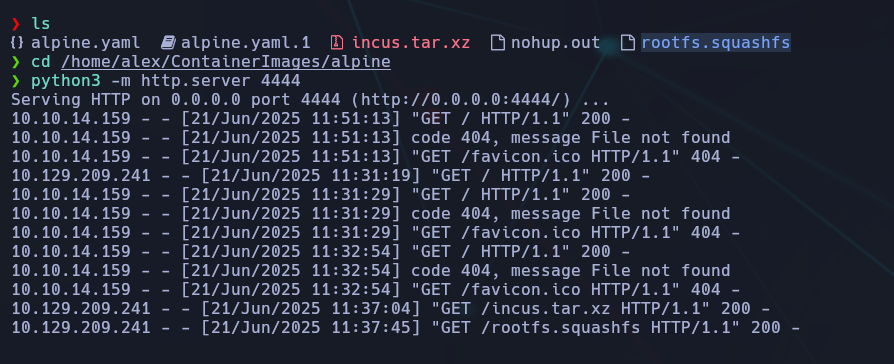 ❯ ls
{} alpine.yaml alpine.yaml.1 incus.tar.xz nohup.out rootfs.squashfs
❯ cd /home/alex/ContainerImages/alpine
❯ python3 -m http.server 4444
Serving HTTP on 0.0.0.0 port 4444 (http://0.0.0.0:4444/) ...
10.10.14.159 - - [21/Jun/2025 11:51:13] "GET / HTTP/1.1" 200 -
10.10.14.159 - - [21/Jun/2025 11:51:13] code 404, message File not found
10.10.14.159 - - [21/Jun/2025 11:51:13] "GET /favicon.ico HTTP/1.1" 404 -
10.129.209.241 - - [21/Jun/2025 11:31:19] "GET / HTTP/1.1" 200 -
10.10.14.159 - - [21/Jun/2025 11:31:29] "GET / HTTP/1.1" 200 -
10.10.14.159 - - [21/Jun/2025 11:31:29] code 404, message File not found
10.10.14.159 - - [21/Jun/2025 11:31:29] "GET /favicon.ico HTTP/1.1" 404 -
10.10.14.159 - - [21/Jun/2025 11:32:54] "GET / HTTP/1.1" 200 -
10.10.14.159 - - [21/Jun/2025 11:32:54] code 404, message File not found
10.10.14.159 - - [21/Jun/2025 11:32:54] "GET /favicon.ico HTTP/1.1" 404 -
10.129.209.241 - - [21/Jun/2025 11:37:04] "GET /incus.tar.xz HTTP/1.1" 200 -
10.129.209.241 - - [21/Jun/2025 11:37:45] "GET /rootfs.squashfs HTTP/1.1" 200 -